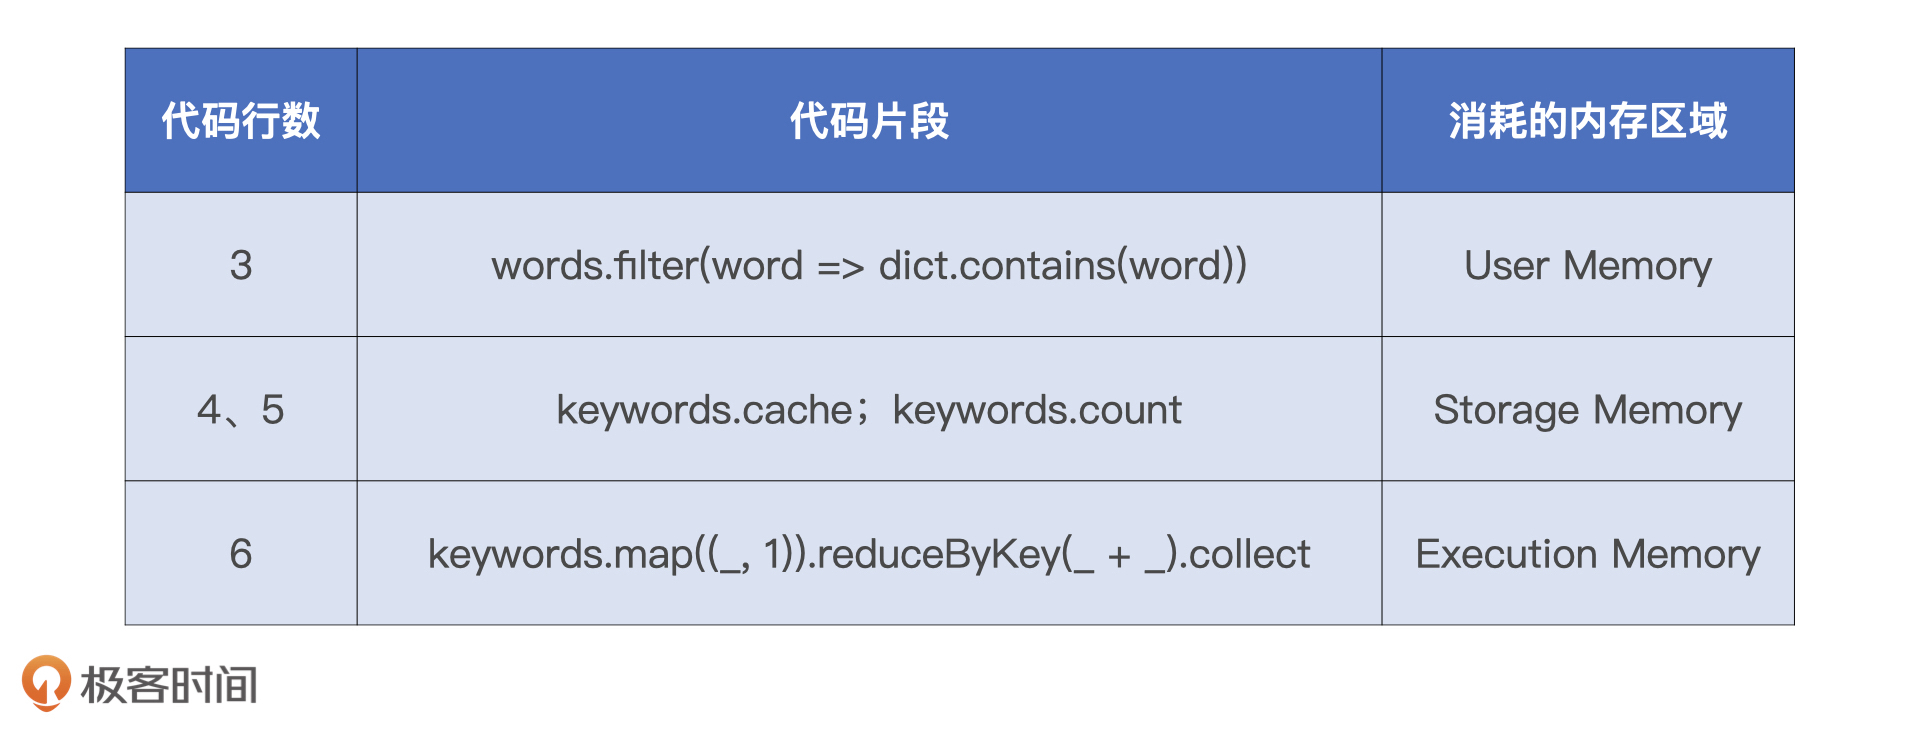 代码行数 代码片段 消耗的内存区域
3 words.filter(word => dict.contains(word)) User Memory
4、5 keywords.cache；keywords.count Storage Memory
6 keywords.map((_, 1)).reduceByKey(_ + _).collect Execution Memory
极客时间